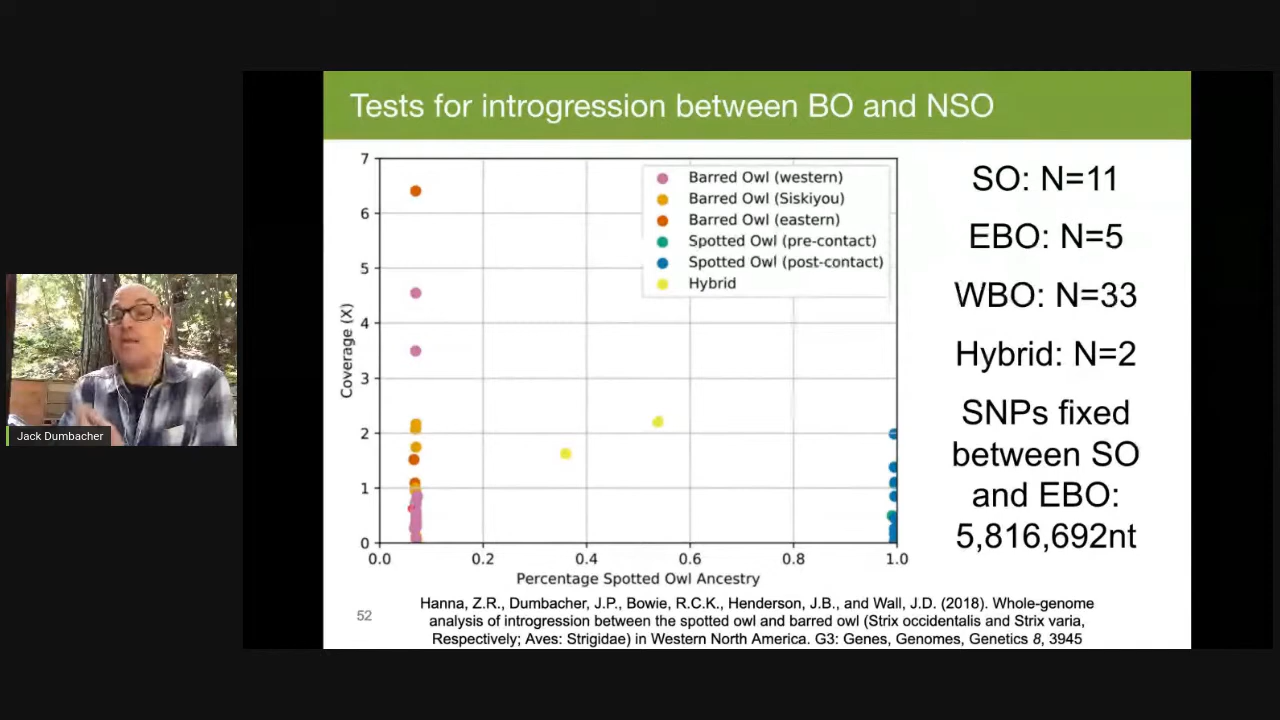 Tests for introgression between BO and NSO
7
6
5
4
3
2
1
0
Coverage (X)
0.0
0.2
0.4
0.6
0.8
1.0
Percentage Spotted Owl Ancestry
Barred Owl (western)
Barred Owl (Siskiyou)
Barred Owl (eastern)
Spotted Owl (pre-contact)
Spotted Owl (post-contact)
Hybrid
SO: N=11
EBO: N=5
WBO: N=33
Hybrid: N=2
SNPs fixed
between SO
and EBO:
5,816,692nt
Jack Dumbacher
52
Hanna, Z.R., Dumbacher, J.P., Bowie, R.C.K., Henderson, J.B., and Wall, J.D. (2018). Whole-genome
analysis of introgression between the spotted owl and barred owl (Strix occidentalis and Strix varia,
Respectively; Aves: Strigidae) in Western North America. G3: Genes, Genomes, Genetics 8, 3945